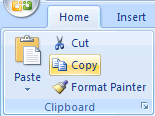 Home Insert
Cut
Copy
Paste
Format Painter
Clipboard